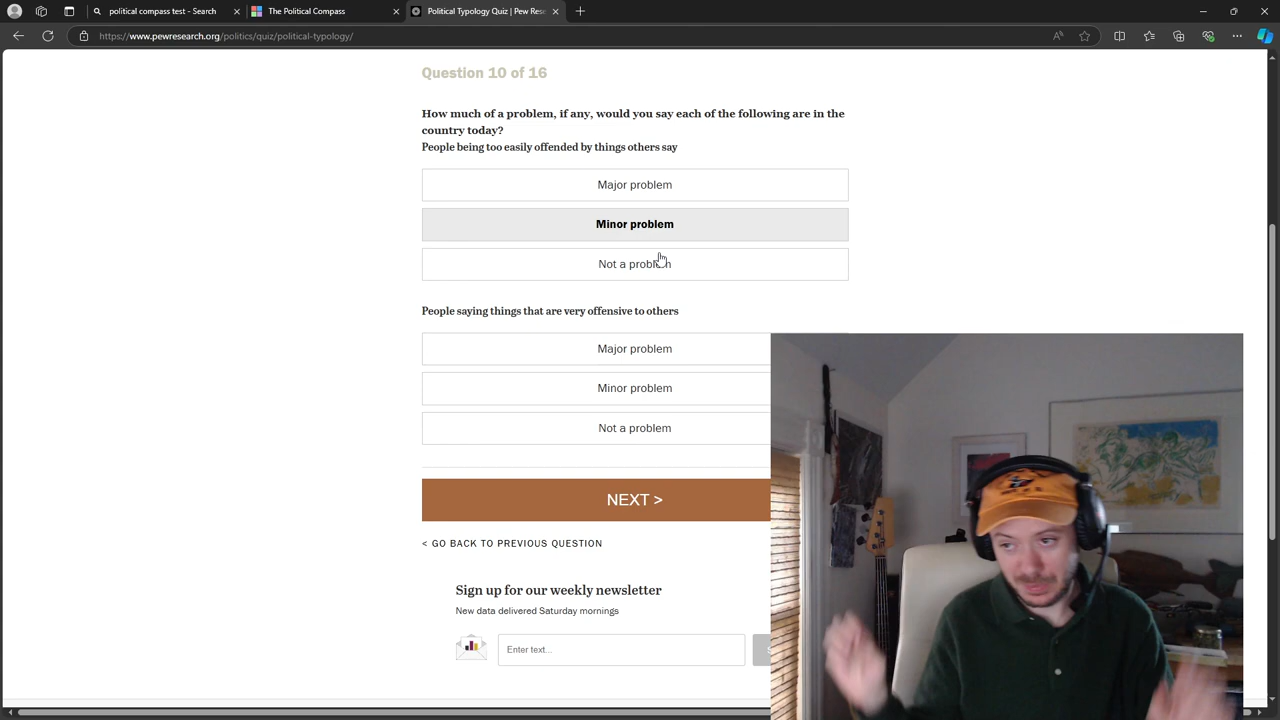 political compass test - Search
The Political Compass
Political Typology Quiz | Pew Res
https://www.pewresearch.org/politics/quiz/political-typology/
Question 10 of 16
How much of a problem, if any, would you say each of the following are in the
country today?
People being too easily offended by things others say
Major problem
Minor problem
Not a problem
People saying things that are very offensive to others
Major problem
Minor problem
Not a problem
NEXT >
< GO BACK TO PREVIOUS QUESTION
Sign up for our weekly newsletter
New data delivered Saturday mornings
Enter text...